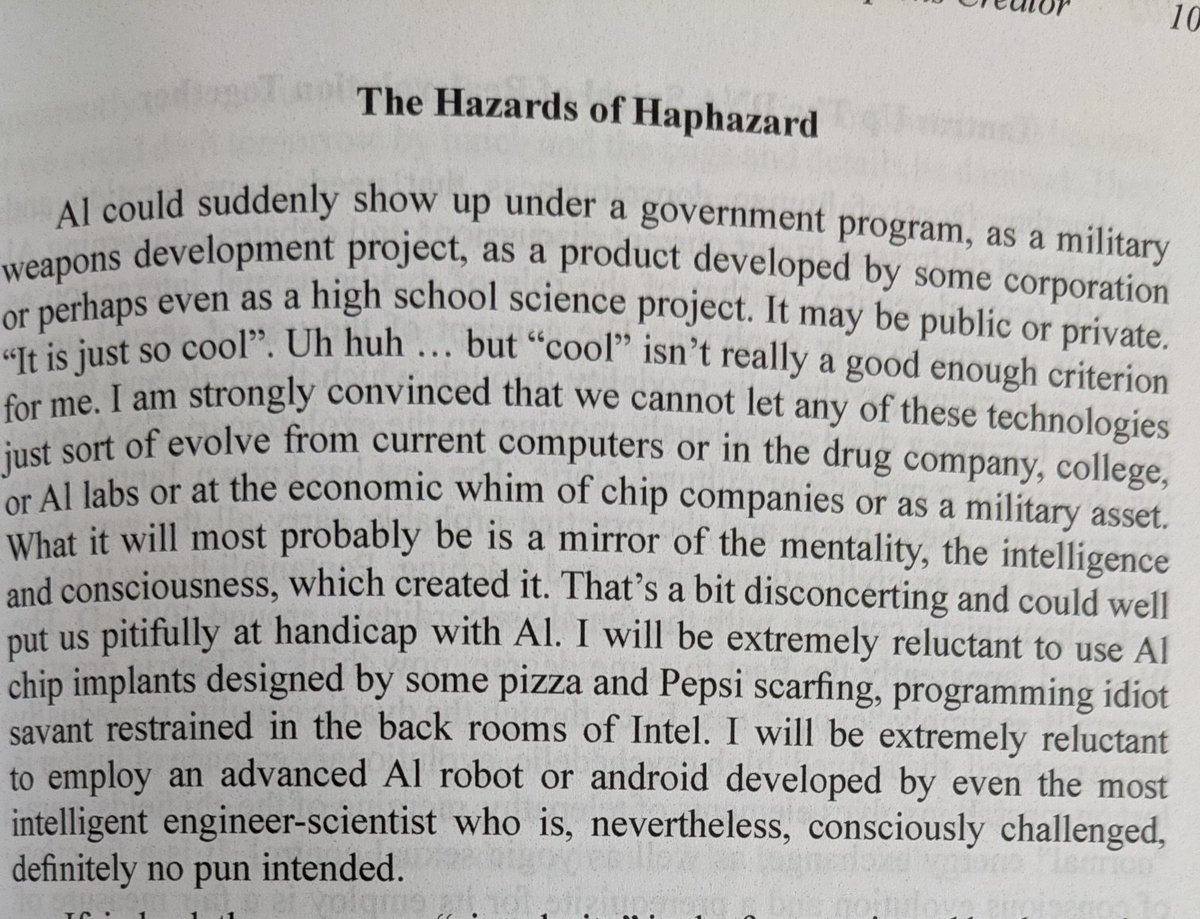 Creator
10
The Hazards of Haphazard
AI could suddenly show up under a government program, as a military
weapons development project, as a product developed by some corporation
or perhaps even as a high school science project. It may be public or private.
“It is just so cool”. Uh huh … but “cool” isn’t really a good enough criterion
for me. I am strongly convinced that we cannot let any of these technologies
just sort of evolve from current computers or in the drug company, college,
or AI labs or at the economic whim of chip companies or as a military asset.
What it will most probably be is a mirror of the mentality, the intelligence
and consciousness, which created it. That’s a bit disconcerting and could well
put us pitifully at handicap with AI. I will be extremely reluctant to use AI
chip implants designed by some pizza and Pepsi scarfing, programming idiot
savant restrained in the back rooms of Intel. I will be extremely reluctant
to employ an advanced AI robot or android developed by even the most
intelligent engineer-scientist who is, nevertheless, consciously challenged,
definitely no pun intended.